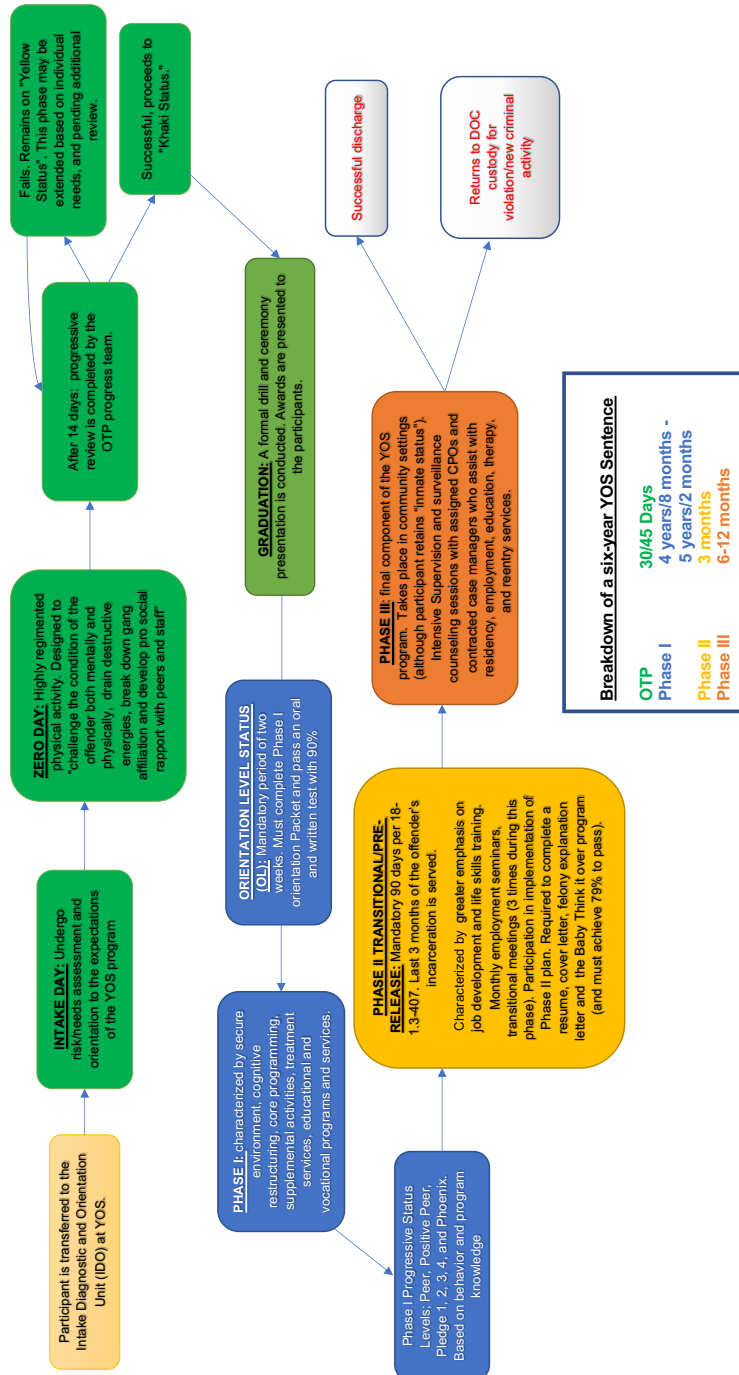 Participant is transferred to the
Intake Diagnostic and Orientation
Unit (IDO) at YOS.
INTAKE DAY: Undergo
risk/needs assessment and
orientation to the expectations
of the YOS program
ZERO DAY: Highly regimented
physical activity. Designed to
"challenge the condition of the
offender both mentally and
physically, drain destructive
energies, break down gang
affiliation and develop pro social
rapport with peers and staff"
After 14 days: progressive
review is completed by the
OTP progress team.
Fails. Remains on "Yellow
Status". This phase may be
extended based on individual
needs, and pending additional
review.
Successful, proceeds to
"Khaki Status."
GRADUATION: A formal drill and ceremony
presentation is conducted. Awards are presented to
the participants.
ORIENTATION LEVEL STATUS
(OL): Mandatory period of two
weeks. Must complete Phase I
orientation Packet and pass an oral
and written test with 90%
PHASE I: characterized by secure
environment, cognitive
restructuring, core programming,
supplemental activities, treatment
services, educational and
vocational programs and services.
Phase I Progressive Status
Levels; Peer, Positive Peer,
Pledge 1, 2, 3, 4, and Phoenix.
Based on behavior and program
knowledge
PHASE II TRANSITIONAL/PRE-
RELEASE: Mandatory 90 days per 18-
1.3-407. Last 3 months of the offender's
incarceration is served.
Characterized by greater emphasis on
job development and life skills training.
Monthly employment seminars,
transitional meetings (3 times during this
phase). Participation in implementation of
Phase II plan. Required to complete a
resume, cover letter, felony explanation
letter and the Baby Think it over program
(and must achieve 79% to pass).
PHASE III: final component of the YOS
program. Takes place in community settings
(although participant retains "inmate status").
Intensive Supervision and surveillance
counseling sessions with assigned CPOs and
contracted case managers who assist with
residency, employment, education, therapy,
and reentry services.
Successful discharge
Returns to DOC
custody for
violation/new criminal
activity
Breakdown of a six-year YOS Sentence
OTP 30/45 Days
Phase I 4 years/8 months -
5 years/2 months
Phase II 3 months
Phase III 6-12 months